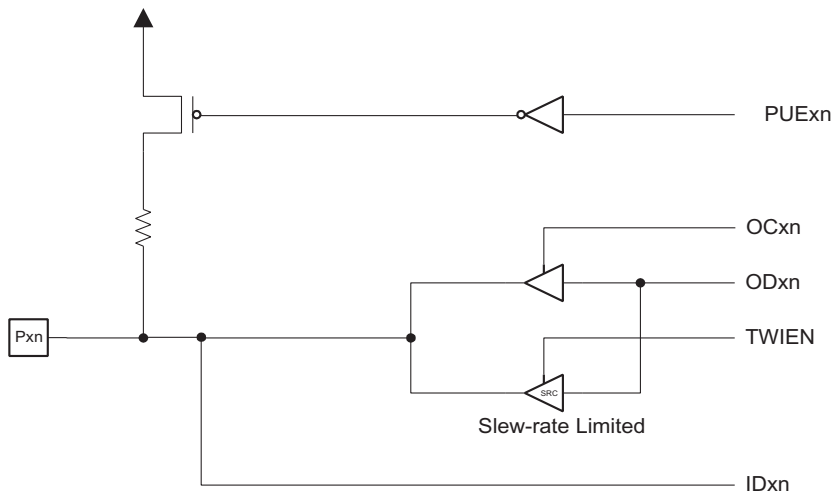 PUExn
OCxn
ODxn
Pxn
TWIEN
SRC
Slew-rate Limited
IDxn